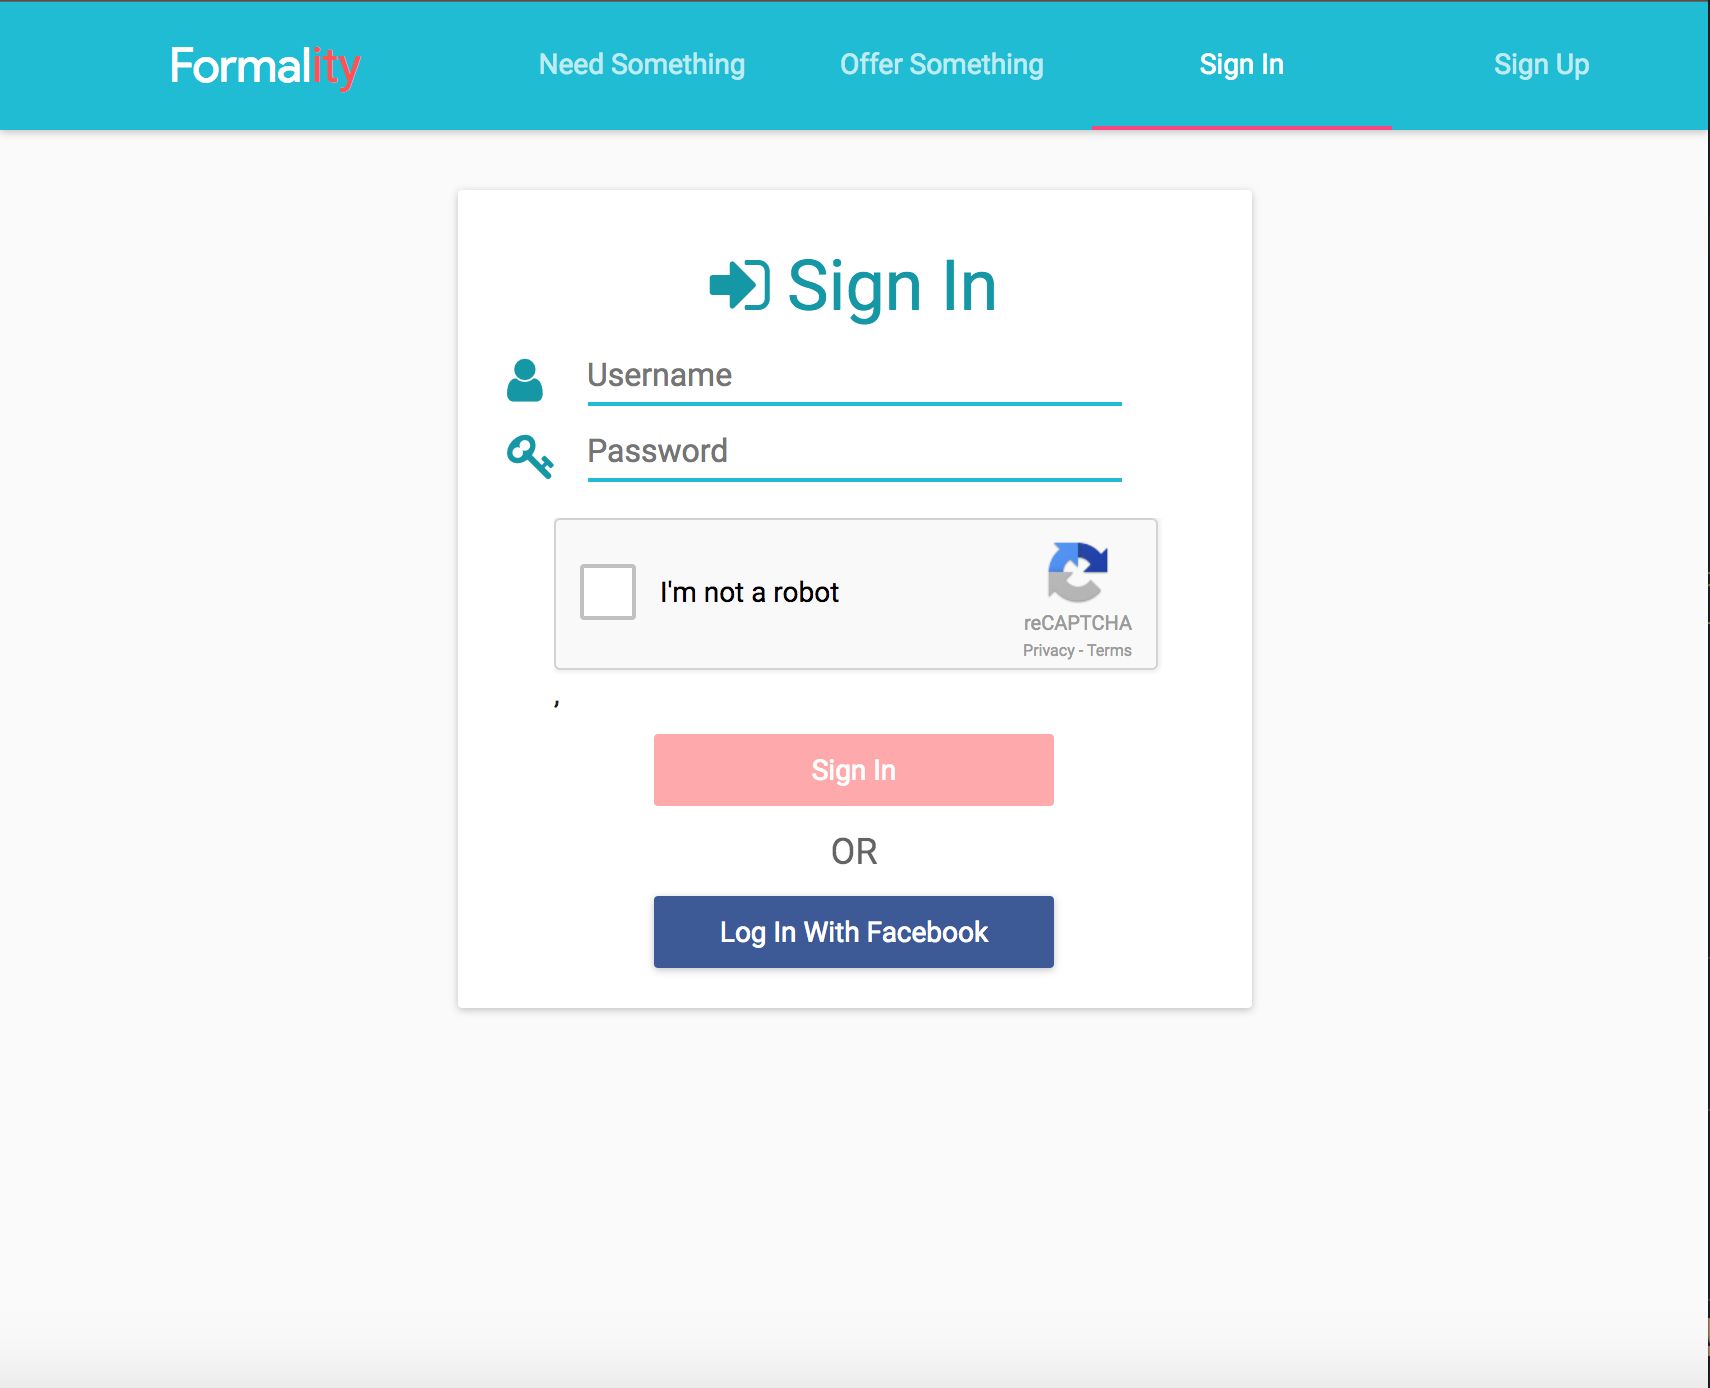 Formality Need Something Offer Something Sign In Sign Up
Sign In
Username
Password
I'm not a robot
reCAPTCHA
Privacy - Terms
,
Sign In
OR
Log In With Facebook